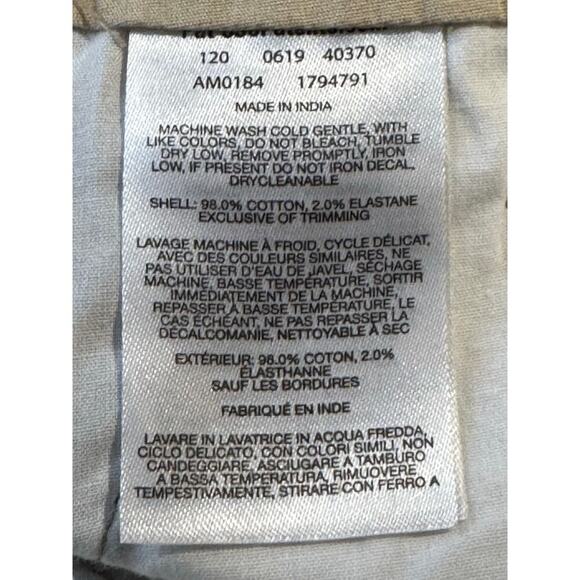 120 0619 40370
AM0184 1794791
MADE IN INDIA
MACHINE WASH COLD GENTLE, WITH
LIKE COLORS, DO NOT BLEACH, TUMBLE
DRY LOW, REMOVE PROMPTLY, IRON
LOW, IF PRESENT DO NOT IRON DECAL,
DRYCLEANABLE
SHELL: 98.0% COTTON, 2.0% ELASTANE
EXCLUSIVE OF TRIMMING
LAVAGE MACHINE À FROID, CYCLE DÉLICAT,
AVEC DES COULEURS SIMILAIRES, NE
PAS UTILISER D'EAU DE JAVEL, SÉCHAGE
MACHINE, BASSE TEMPÉRATURE, SORTIR
IMMÉDIATEMENT DE LA MACHINE,
REPASSER À BASSE TEMPÉRATURE, LE
CAS ÉCHÉANT, NE PAS REPASSER LA
DÉCALCOMANIE, NETTOYABLE À SEC
EXTÉRIEUR: 98.0% COTON, 2.0%
ÉLASTHANNE
SAUF LES BORDURES
FABRIQUÉ EN INDE
LAVARE IN LAVATRICE IN ACQUA FREDDA,
CICLO DELICATO, CON COLORI SIMILI, NON
CANDEGGIARE, ASCIUGARE A TAMBURO
A BASSA TEMPERATURA, RIMUOVERE
TEMPESTIVAMENTE, STIRARE CON FERRO A